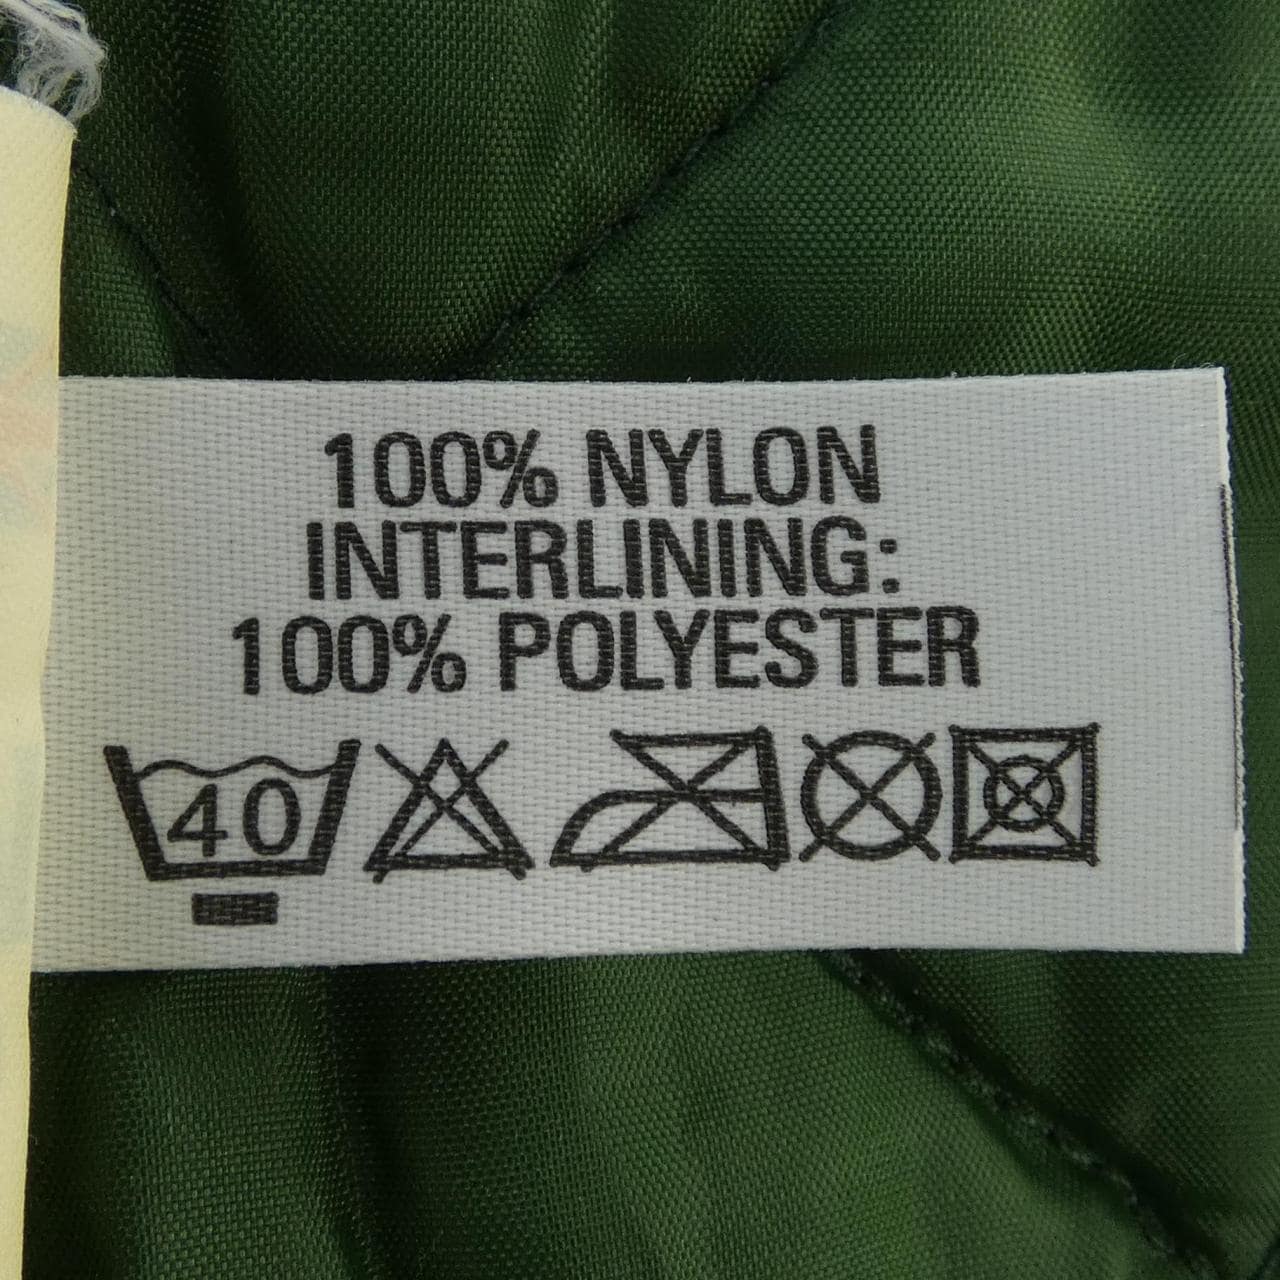 100% NYLON
INTERLINING:
100% POLYESTER
40